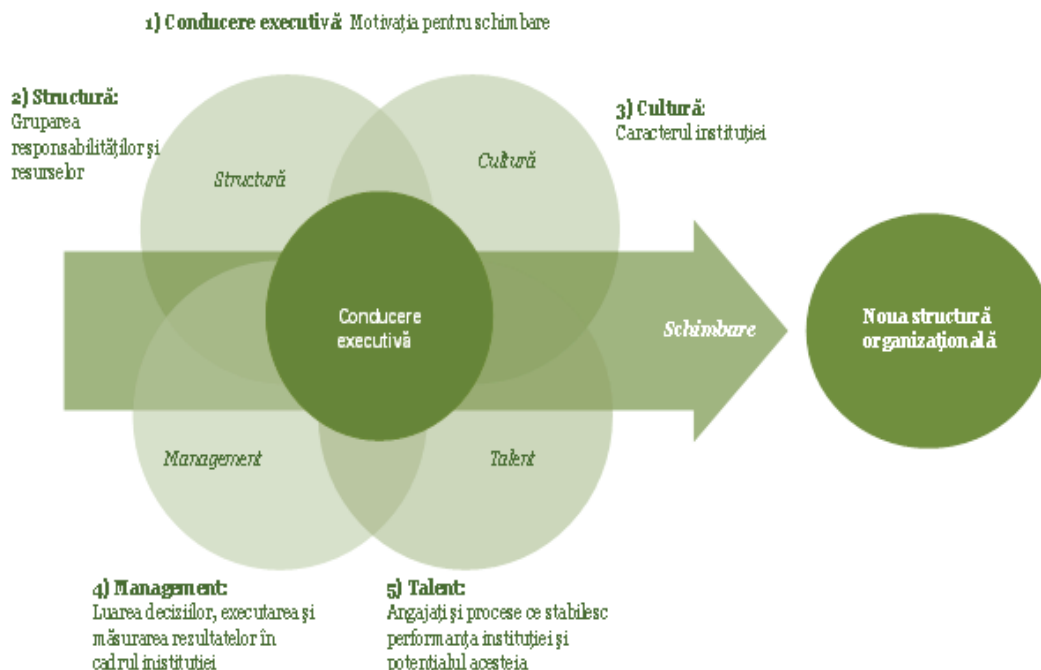 1) Conducere executivă: Motivația pentru schimbare
2) Structură:
Gruparea
responsabilităților și
resurselor
3) Cultură:
Caracterul instituției
Structură
Cultură
Conducere
executivă
Schimbare
Noua structură
organizațională
Management
Talent
4) Management:
Luarea deciziilor, executarea și
măsurarea rezultatelor în
cadrul inistituției
5) Talent:
Angajați și procese ce stabilesc
performanța instituției și
potențialul acesteia